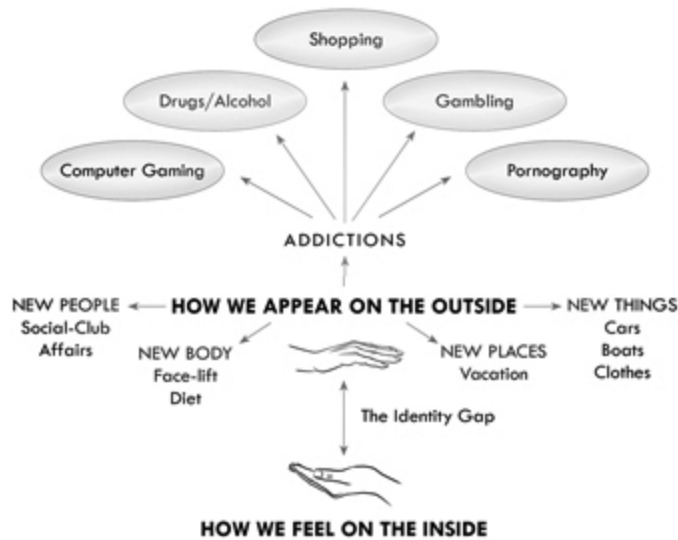 Shopping
Drugs/Alcohol
Gambling
Computer Gaming
Pornography
ADDICTIONS
NEW PEOPLE
Social-Club
Affairs
HOW WE APPEAR ON THE OUTSIDE
NEW THINGS
Cars
Boats
Clothes
NEW BODY
Face-lift
Diet
NEW PLACES
Vacation
The Identity Gap
HOW WE FEEL ON THE INSIDE